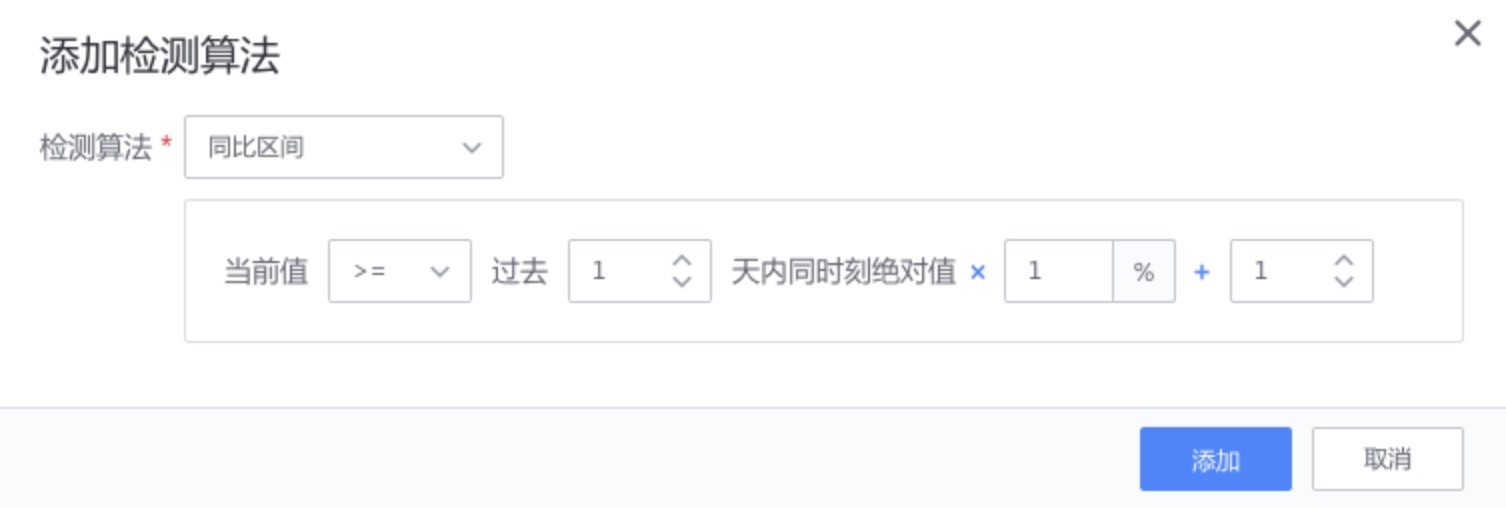 添加检测算法
检测算法 * 同比区间
当前值 >= 过去 1 天内同时刻绝对值 × 1 % + 1
添加 取消